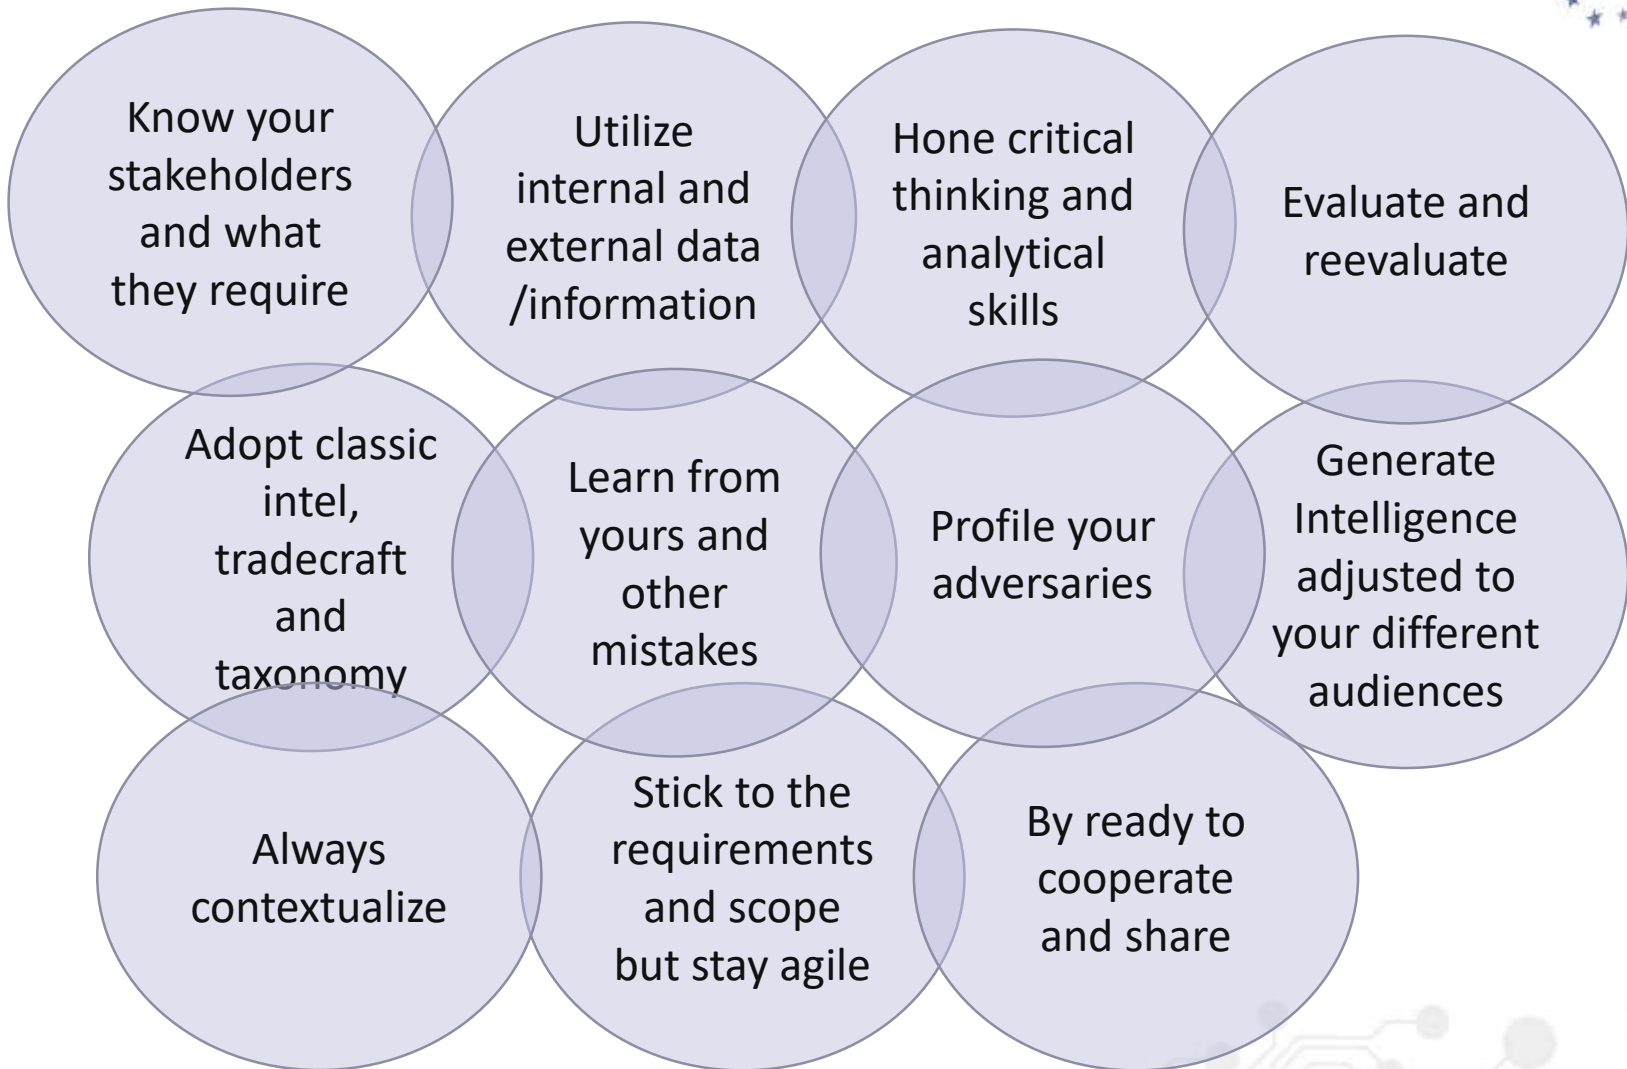 Know your
stakeholders
and what
they require
Utilize
internal and
external data
/information
Hone critical
thinking and
analytical
skills
Evaluate and
reevaluate
Adopt classic
intel,
tradecraft
and
taxonomy
Learn from
yours and
other
mistakes
Profile your
adversaries
Generate
Intelligence
adjusted to
your different
audiences
Always
contextualize
Stick to the
requirements
and scope
but stay agile
By ready to
cooperate
and share